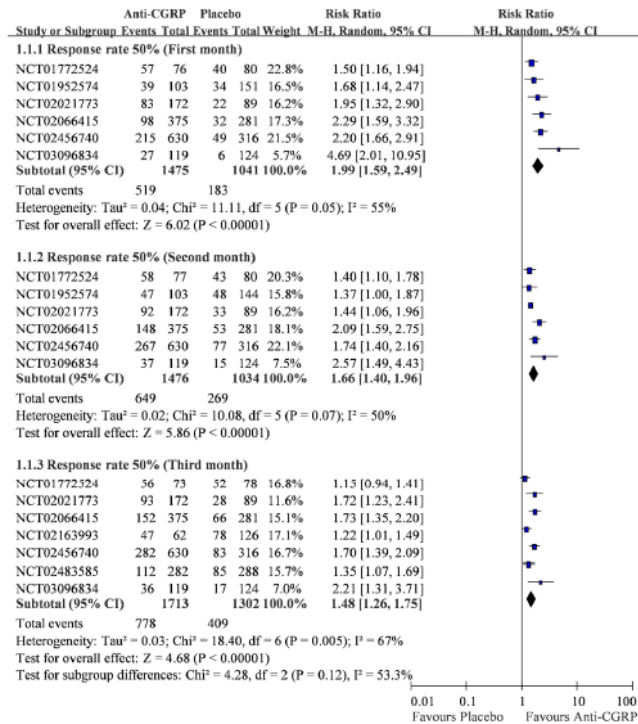 Anti-CGRP Placebo Risk Ratio Risk Ratio
Study or Subgroup Events Total Events Total Weight M-H, Random, 95% CI M-H, Random, 95% CI
1.1.1 Response rate 50% (First month)
NCT01772524 57 76 40 80 22.8% 1.50 [1.16, 1.94]
NCT01952574 39 103 34 151 16.5% 1.68 [1.14, 2.47]
NCT02021773 83 172 22 89 16.9% 1.95 [1.32, 2.90]
NCT02066415 98 375 32 281 16.5% 2.29 [1.59, 3.32]
NCT02456740 215 630 49 316 21.5% 2.20 [1.66, 2.91]
NCT03096834 27 119 6 124 5.7% 4.69 [2.01, 10.95]
Subtotal (95% CI) 1475 1041 100.0% 1.99 [1.59, 2.49]
Total events 519 183
Heterogeneity: Tau² = 0.04; Chi² = 11.11, df = 5 (P = 0.05); I² = 55%
Test for overall effect: Z = 6.02 (P < 0.00001)
1.1.2 Response rate 50% (Second month)
NCT01772524 58 77 43 80 20.3% 1.40 [1.10, 1.78]
NCT01952574 47 103 48 144 15.8% 1.37 [1.00, 1.87]
NCT02021773 92 172 33 89 16.2% 1.44 [1.06, 1.96]
NCT02066415 148 375 53 281 18.1% 2.09 [1.59, 2.75]
NCT02456740 267 630 77 316 22.1% 1.74 [1.40, 2.16]
NCT03096834 37 119 15 124 7.5% 2.57 [1.49, 4.43]
Subtotal (95% CI) 1476 1034 100.0% 1.66 [1.40, 1.96]
Total events 649 269
Heterogeneity: Tau² = 0.02; Chi² = 10.08, df = 5 (P = 0.07); I² = 50%
Test for overall effect: Z = 5.86 (P < 0.00001)
1.1.3 Response rate 50% (Third month)
NCT01772524 56 73 52 78 16.8% 1.15 [0.94, 1.41]
NCT02021773 93 172 28 89 11.6% 1.72 [1.23, 2.41]
NCT02066415 152 375 66 281 15.1% 1.73 [1.35, 2.20]
NCT02163993 47 62 78 126 17.1% 1.22 [1.01, 1.49]
NCT02456740 282 630 83 316 16.7% 1.70 [1.39, 2.09]
NCT02483585 112 282 85 288 15.7% 1.35 [1.07, 1.69]
NCT03096834 36 119 17 124 7.0% 2.21 [1.31, 3.71]
Subtotal (95% CI) 1713 1302 100.0% 1.48 [1.26, 1.75]
Total events 778 409
Heterogeneity: Tau² = 0.03; Chi² = 18.40, df = 6 (P = 0.005); I² = 67%
Test for overall effect: Z = 4.68 (P < 0.00001)
Test for subgroup differences: Chi² = 4.28, df = 2 (P = 0.12), I² = 53.3%
0.01 0.1 1 10 100
Favours Placebo Favours Anti-CGRP